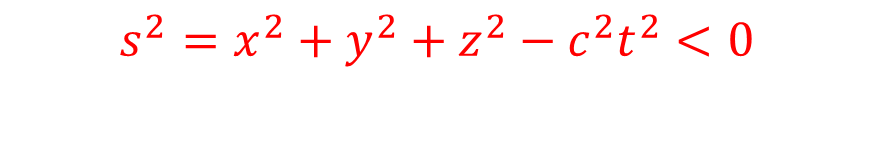 s² = x² + y² + z² − c²t² < 0